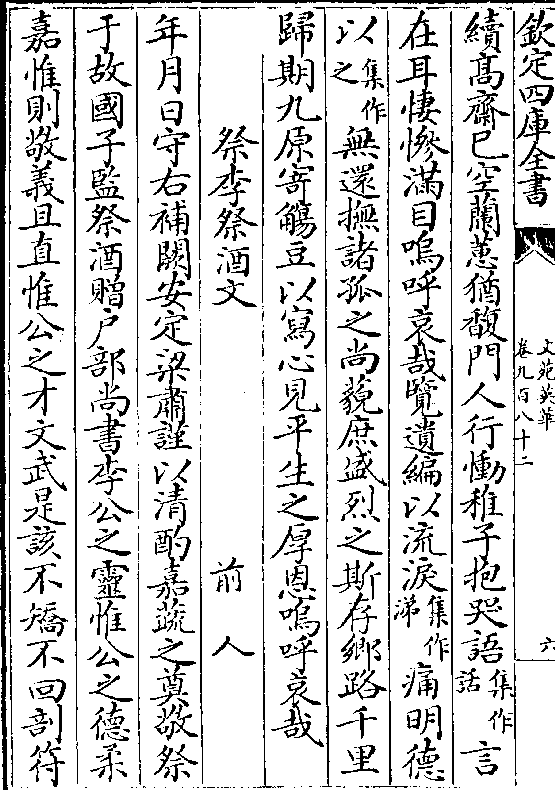 欽定四庫全書
文苑英華
卷九百八十二
六
續髙齋已空蘭蕙猶馥門人行慟稚子抱哭語集作話言
在耳悽慘滿目嗚呼哀哉覽遺編以流淚集作涕痛明德
以集作之無還撫諸孤之尚藐庶盛烈之斯存鄉路千里
歸期九原寄觴豆以寫心見平生之厚恩嗚呼哀哉
祭李祭酒文 前人
年月日守右補闕安定梁肅謹以清酌嘉蔬之奠敬祭
于故國子監祭酒贈户部尚書李公之靈惟公之德柔
嘉惟則敬義且直惟公之才文武是該不矯不回剖符